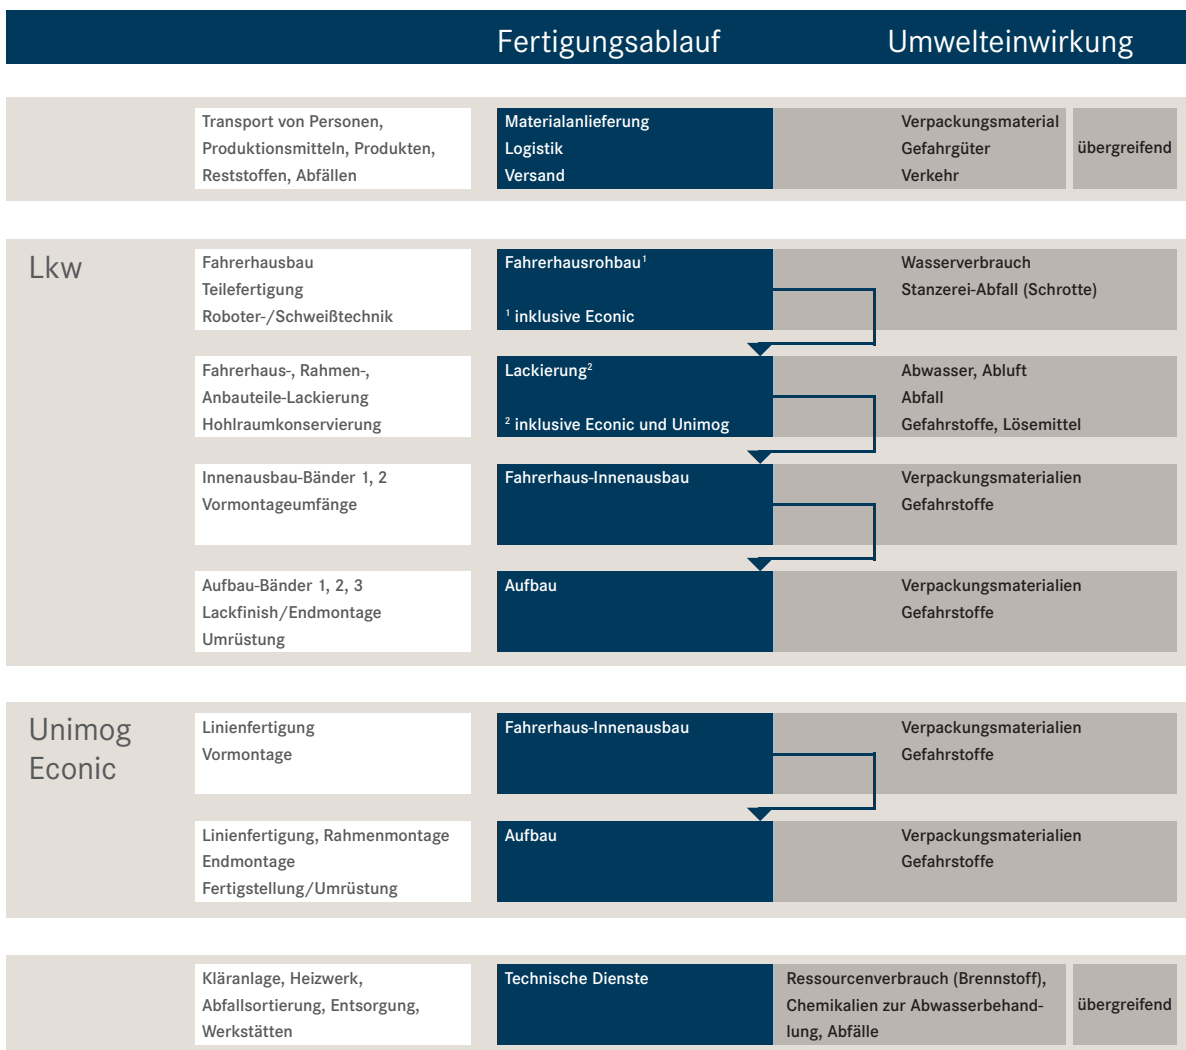 Fertigungsablauf
Umwelteinwirkung
Transport von Personen,
Produktionsmitteln, Produkten,
Reststoffen, Abfällen
Materialanlieferung
Logistik
Versand
Verpackungsmaterial
Gefahrgüter
Verkehr
übergreifend
Lkw
Fahrerhausbau
Teilefertigung
Roboter-/Schweißtechnik
Fahrerhausrohbau¹
¹ inklusive Econic
Wasserverbrauch
Stanzerei-Abfall (Schrotte)
Fahrerhaus-, Rahmen-,
Anbauteile-Lackierung
Hohlraumkonservierung
Lackierung²
² inklusive Econic und Unimog
Abwasser, Abluft
Abfall
Gefahrstoffe, Lösemittel
Innenausbau-Bänder 1, 2
Vormontageumfänge
Fahrerhaus-Innenausbau
Verpackungsmaterialien
Gefahrstoffe
Aufbau-Bänder 1, 2, 3
Lackfinish/Endmontage
Umrüstung
Aufbau
Verpackungsmaterialien
Gefahrstoffe
Unimog
Econic
Linienfertigung
Vormontage
Fahrerhaus-Innenausbau
Verpackungsmaterialien
Gefahrstoffe
Linienfertigung, Rahmenmontage
Endmontage
Fertigstellung/Umrüstung
Aufbau
Verpackungsmaterialien
Gefahrstoffe
Kläranlage, Heizwerk,
Abfallsortierung, Entsorgung,
Werkstätten
Technische Dienste
Ressourcenverbrauch (Brennstoff),
Chemikalien zur Abwasserbehand-
lung, Abfälle
übergreifend